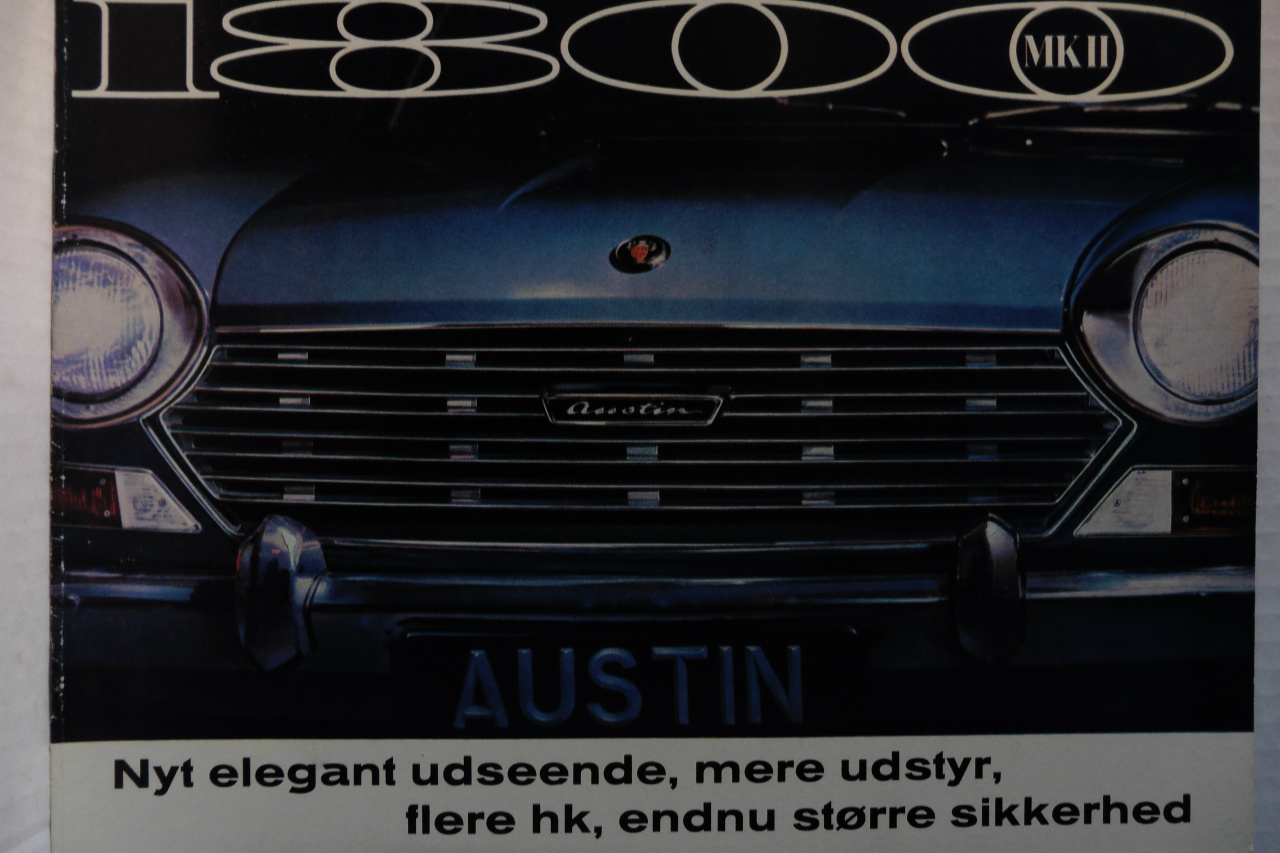 1800
MK II
Austin
AUSTIN
Nyt elegant udseende, mere udstyr,
flere hk, endnu større sikkerhed